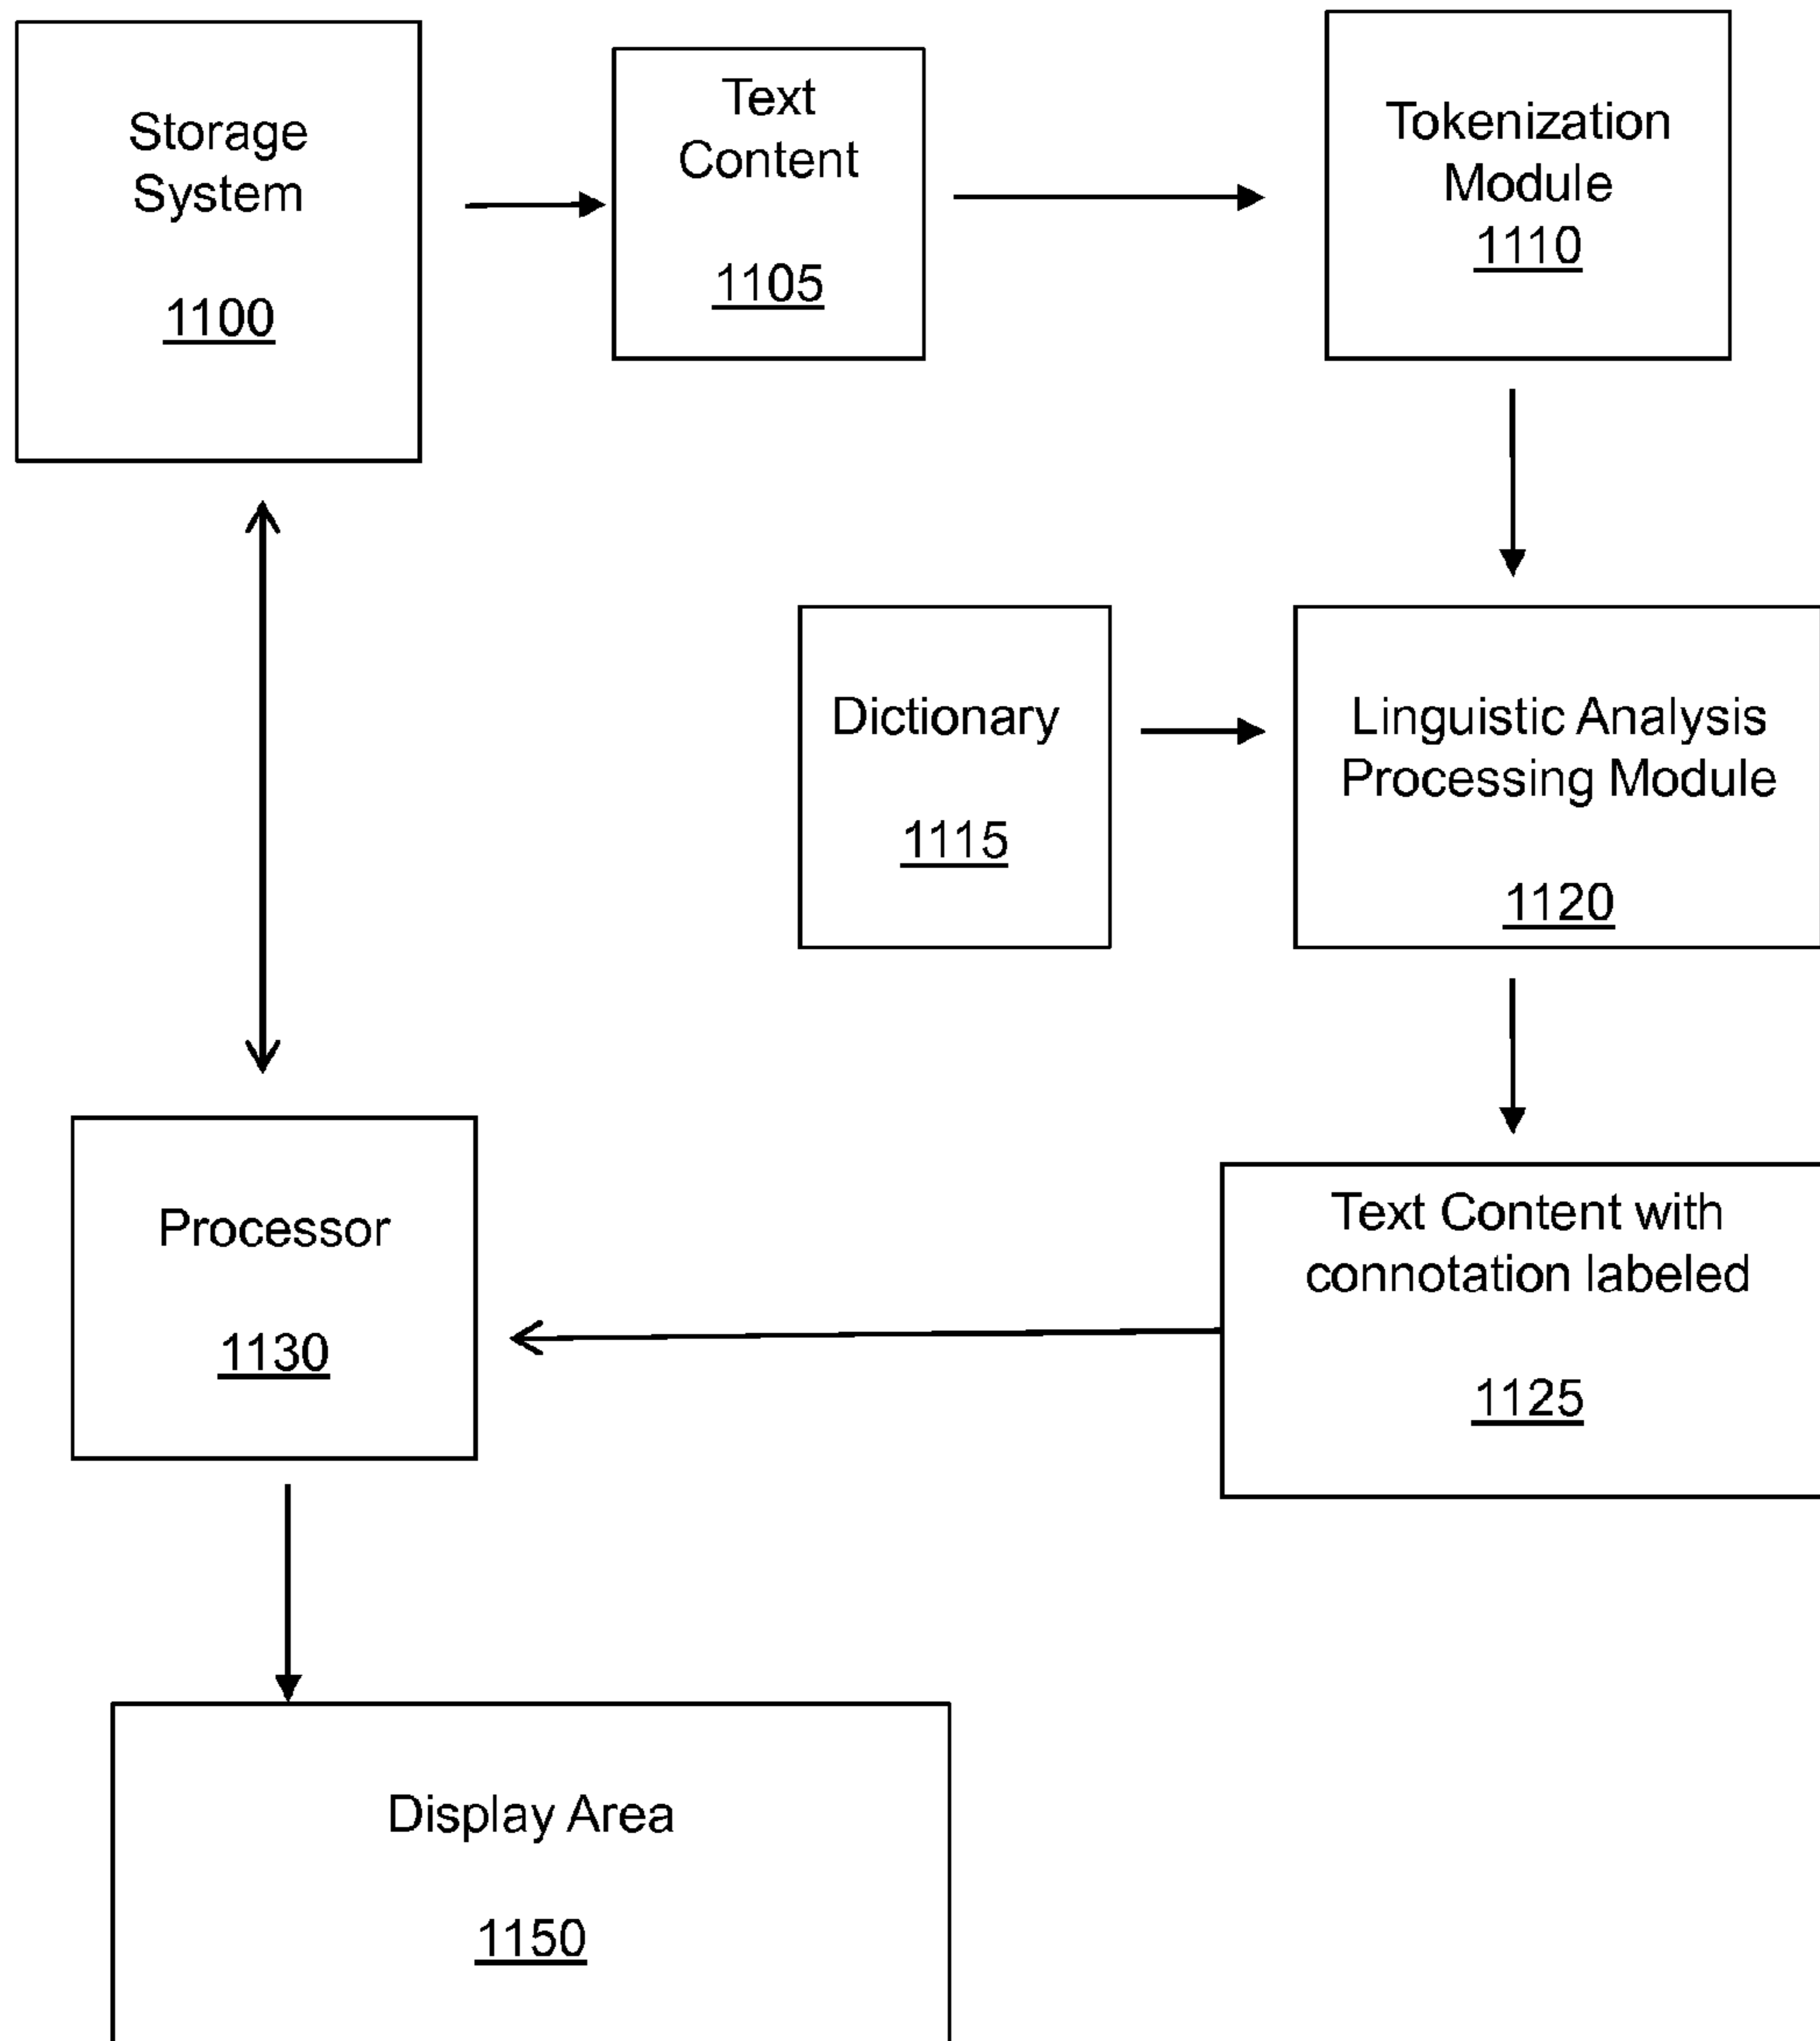 Storage
System
1100
Text
Content
1105
Tokenization
Module
1110
Dictionary
1115
Linguistic Analysis
Processing Module
1120
Processor
1130
Text Content with
connotation labeled
1125
Display Area
1150